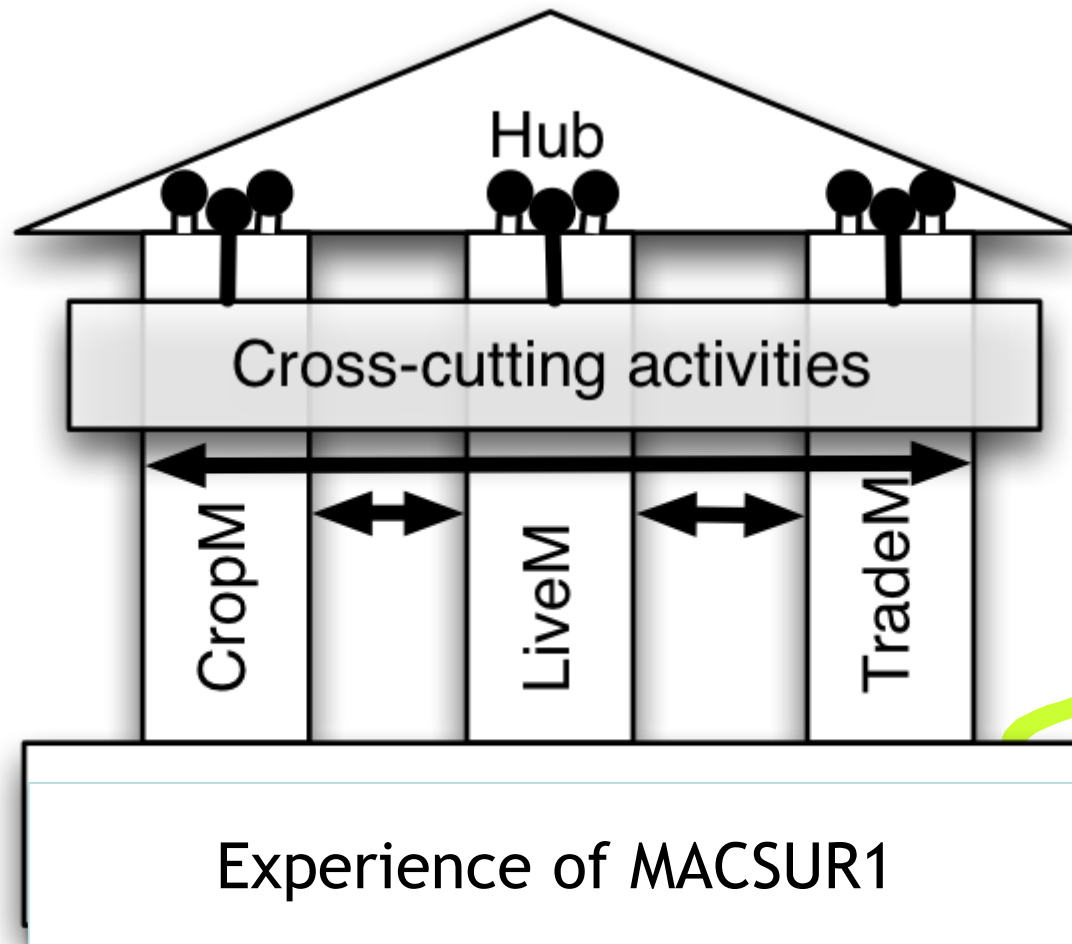 Hub
Cross-cutting activities
CropM
LiveM
TradeM
Experience of MACSUR1